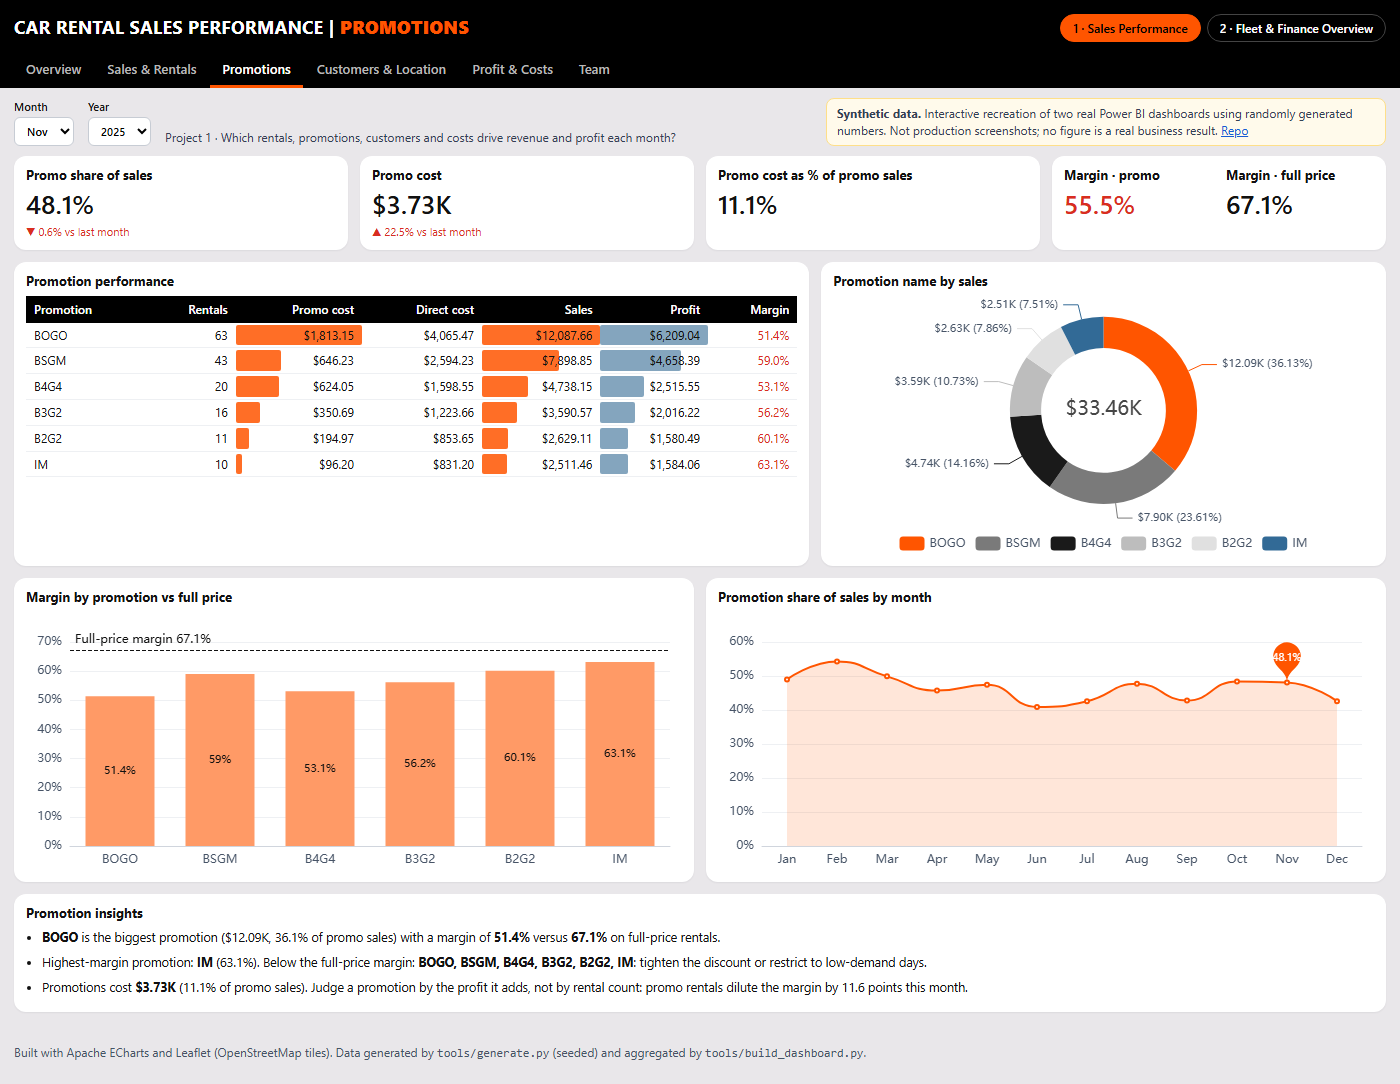 CAR RENTAL SALES PERFORMANCE | PROMOTIONS
1 · Sales Performance
2 · Fleet & Finance Overview
Overview
Sales & Rentals
Promotions
Customers & Location
Profit & Costs
Team
Month
Year
Nov
2025
Project 1 · Which rentals, promotions, customers and costs drive revenue and profit each month?
Synthetic data. Interactive recreation of two real Power BI dashboards using randomly generated
numbers. Not production screenshots; no figure is a real business result. Repo
Promo share of sales
48.1%
▼ 0.6% vs last month
Promo cost
$3.73K
▲ 22.5% vs last month
Promo cost as % of promo sales
11.1%
Margin · promo
55.5%
Margin · full price
67.1%
Promotion performance
Promotion Rentals Promo cost Direct cost Sales Profit Margin
BOGO 63 $1,813.15 $4,065.47 $12,087.66 $6,209.04 51.4%
BSGM 43 $646.23 $2,594.23 $7,898.85 $4,658.39 59.0%
B4G4 20 $624.05 $1,598.55 $4,738.15 $2,515.55 53.1%
B3G2 16 $350.69 $1,223.66 $3,590.57 $2,016.22 56.2%
B2G2 11 $194.97 $853.65 $2,629.11 $1,580.49 60.1%
IM 10 $96.20 $831.20 $2,511.46 $1,584.06 63.1%
Promotion name by sales
$2.51K (7.51%)
$2.63K (7.86%)
$3.59K (10.73%)
$4.74K (14.16%)
$12.09K (36.13%)
$7.90K (23.61%)
$33.46K
BOGO BSGM B4G4 B3G2 B2G2 IM
Margin by promotion vs full price
70%
60%
50%
40%
30%
20%
10%
0%
Full-price margin 67.1%
51.4%
59%
53.1%
56.2%
60.1%
63.1%
BOGO BSGM B4G4 B3G2 B2G2 IM
Promotion share of sales by month
60%
50%
40%
30%
20%
10%
0%
48.1%
Jan Feb Mar Apr May Jun Jul Aug Sep Oct Nov Dec
Promotion insights
• BOGO is the biggest promotion ($12.09K, 36.1% of promo sales) with a margin of 51.4% versus 67.1% on full-price rentals.
• Highest-margin promotion: IM (63.1%). Below the full-price margin: BOGO, BSGM, B4G4, B3G2, B2G2, IM: tighten the discount or restrict to low-demand days.
• Promotions cost $3.73K (11.1% of promo sales). Judge a promotion by the profit it adds, not by rental count: promo rentals dilute the margin by 11.6 points this month.
Built with Apache ECharts and Leaflet (OpenStreetMap tiles). Data generated by tools/generate.py (seeded) and aggregated by tools/build_dashboard.py.